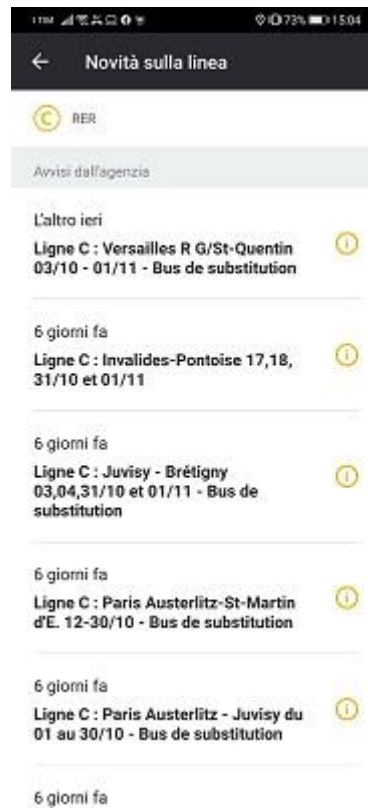 73% 15:04
Novità sulla linea
C RER
Avvisi dall'agenzia
L'altro ieri
Ligne C : Versailles R G/St-Quentin
03/10 - 01/11 - Bus de substitution
6 giorni fa
Ligne C : Invalides-Pontoise 17,18,
31/10 et 01/11
6 giorni fa
Ligne C : Juvisy - Brétigny
03,04,31/10 et 01/11 - Bus de
substitution
6 giorni fa
Ligne C : Paris Austerlitz-St-Martin
d'E. 12-30/10 - Bus de substitution
6 giorni fa
Ligne C : Paris Austerlitz - Juvisy du
01 au 30/10 - Bus de substitution
6 giorni fa